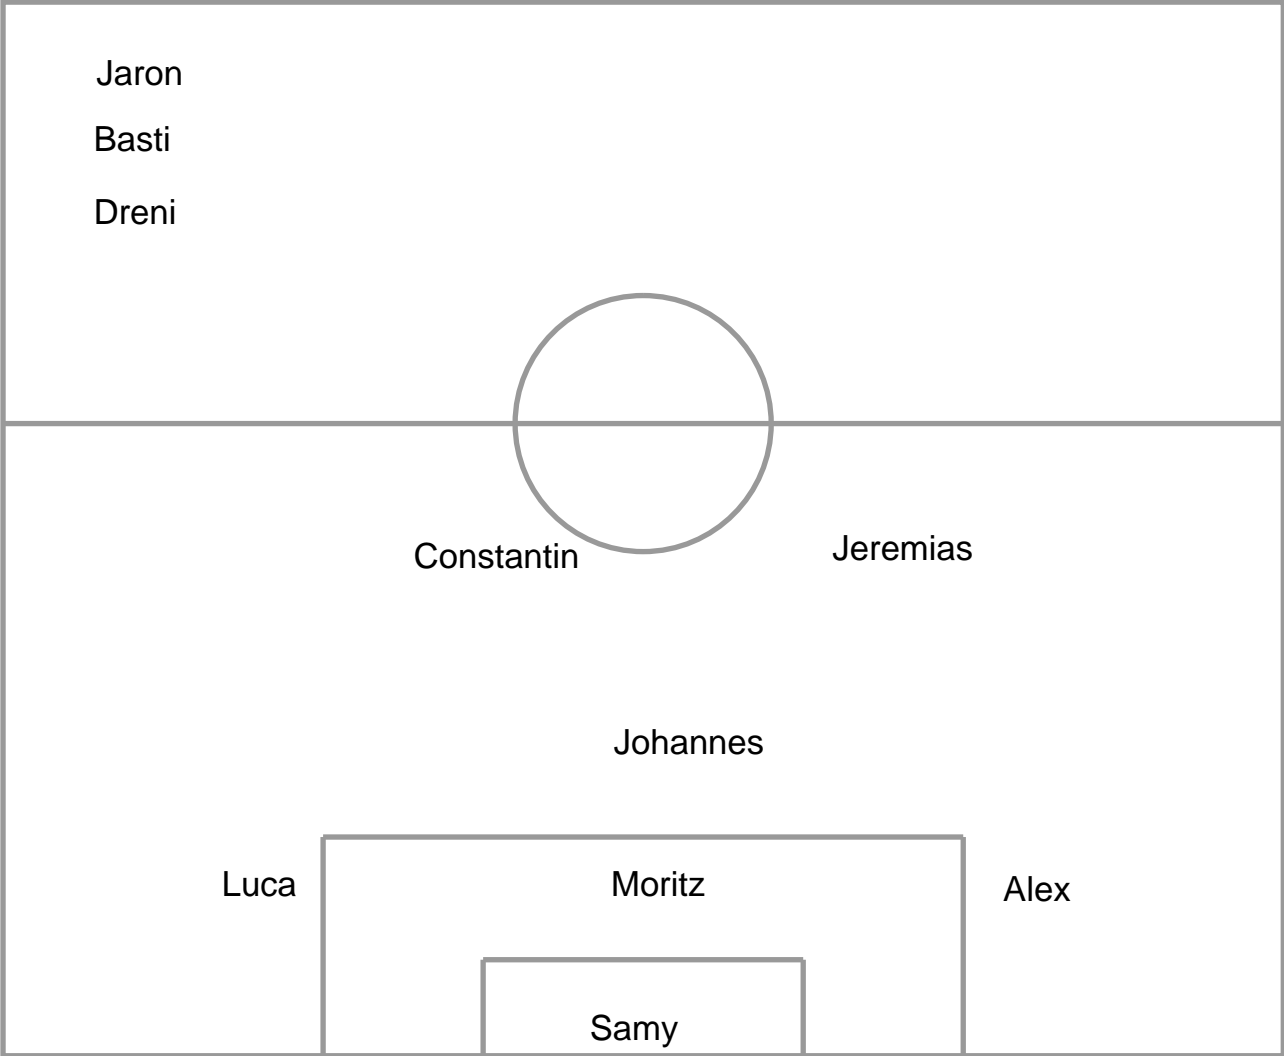 Jaron
Basti
Dreni
Constantin
Jeremias
Johannes
Luca
Moritz
Alex
Samy